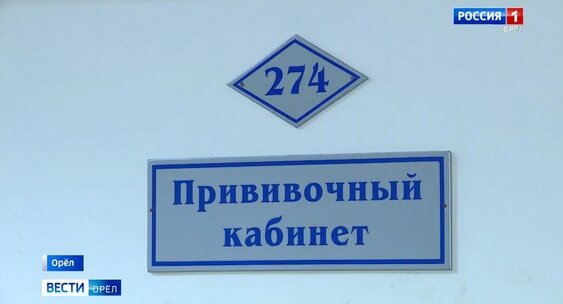 РОССИЯ 1
ОРЁЛ
274
Прививочный
кабинет
Орёл
ВЕСТИ ОРЁЛ